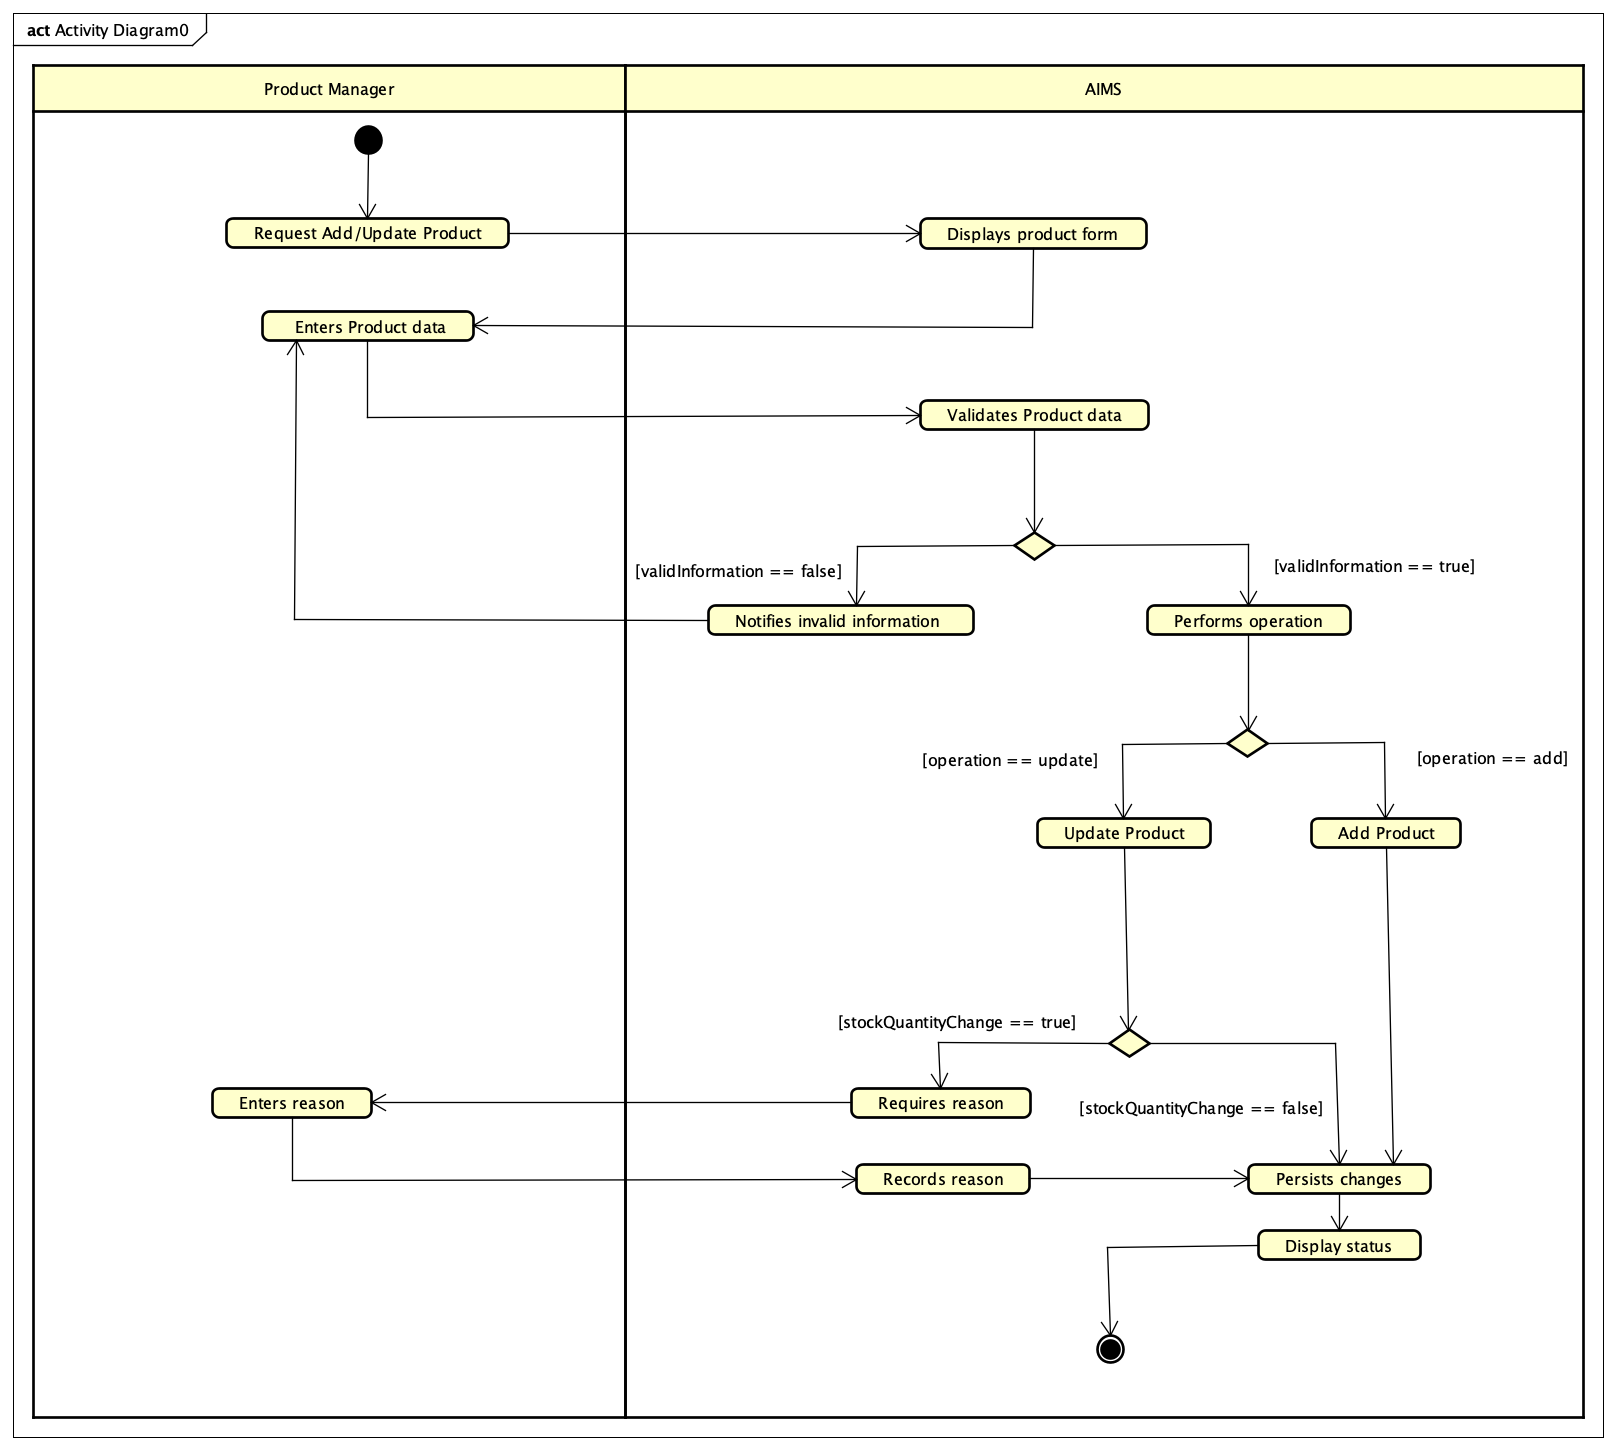 act Activity Diagram0
Product Manager
AIMS
Request Add/Update Product
Displays product form
Enters Product data
Validates Product data
[validInformation == false]
[validInformation == true]
Notifies invalid information
Performs operation
[operation == update]
[operation == add]
Update Product
Add Product
[stockQuantityChange == true]
Enters reason
Requires reason
[stockQuantityChange == false]
Records reason
Persists changes
Display status